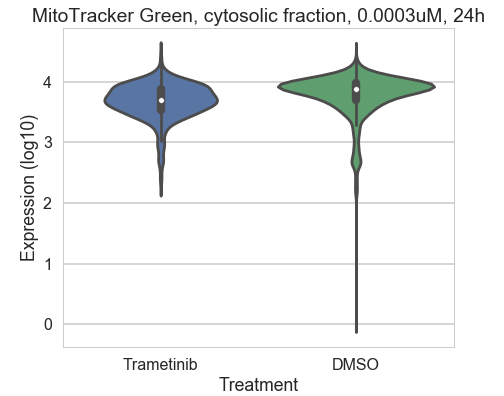 MitoTracker Green, cytosolic fraction, 0.0003uM, 24h
4
3
2
1
0
Expression (log10)
Trametinib
DMSO
Treatment